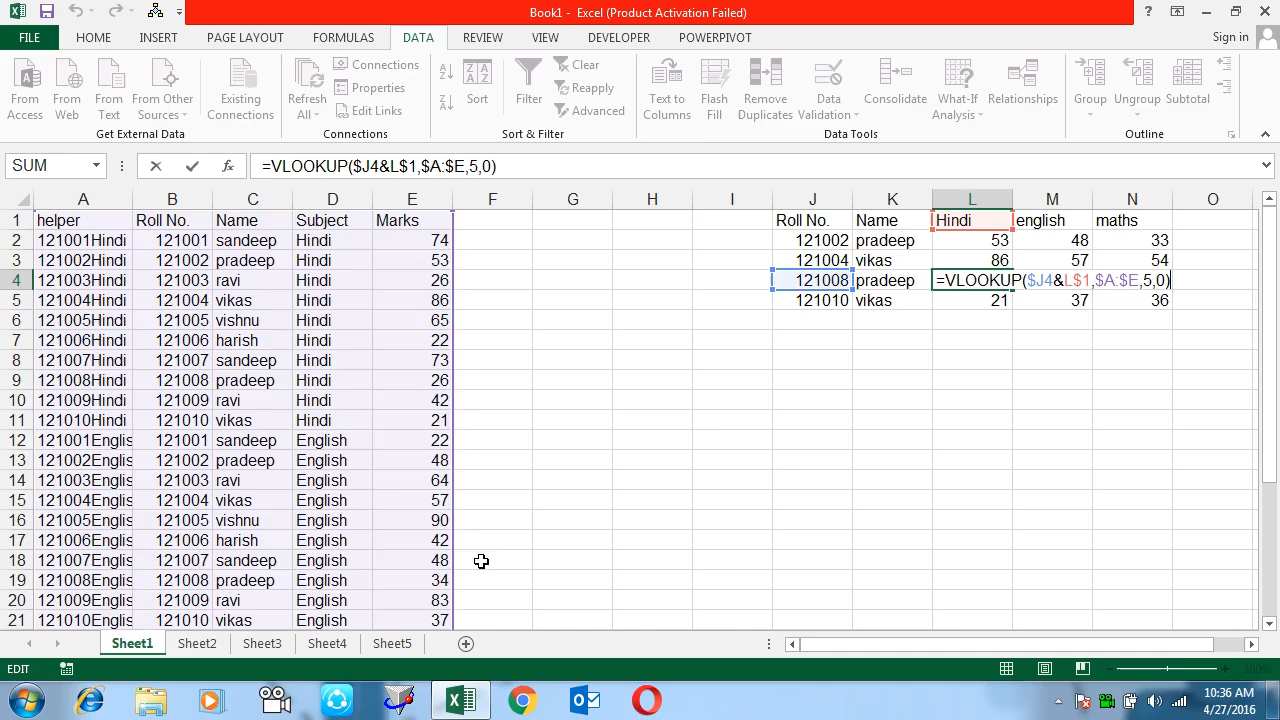 Book1 - Excel (Product Activation Failed)
FILE HOME INSERT PAGE LAYOUT FORMULAS DATA REVIEW VIEW DEVELOPER POWERPIVOT Sign in
From Access
From Web
From Text
From Other Sources
Existing Connections
Refresh All
Connections
Properties
Edit Links
Sort
Filter
Clear
Reapply
Advanced
Text to Columns
Flash Fill
Remove Duplicates
Data Validation
Consolidate
What-If Analysis
Relationships
Group
Ungroup
Subtotal
Get External Data Connections Sort & Filter Data Tools Outline
SUM =VLOOKUP($J4&L$1,$A:$E,5,0)
A B C D E F G H I J K L M N O
1 helper Roll No. Name Subject Marks Roll No. Name Hindi english maths
2 121001Hindi 121001 sandeep Hindi 74 121002 pradeep 53 48 33
3 121002Hindi 121002 pradeep Hindi 53 121004 vikas 86 57 54
4 121003Hindi 121003 ravi Hindi 26 121008 pradeep =VLOOKUP($J4&L$1,$A:$E,5,0)
5 121004Hindi 121004 vikas Hindi 86 121010 vikas 21 37 36
6 121005Hindi 121005 vishnu Hindi 65
7 121006Hindi 121006 harish Hindi 22
8 121007Hindi 121007 sandeep Hindi 73
9 121008Hindi 121008 pradeep Hindi 26
10 121009Hindi 121009 ravi Hindi 42
11 121010Hindi 121010 vikas Hindi 21
12 121001Englis 121001 sandeep English 22
13 121002Englis 121002 pradeep English 48
14 121003Englis 121003 ravi English 64
15 121004Englis 121004 vikas English 57
16 121005Englis 121005 vishnu English 90
17 121006Englis 121006 harish English 42
18 121007Englis 121007 sandeep English 48
19 121008Englis 121008 pradeep English 34
20 121009Englis 121009 ravi English 83
21 121010Englis 121010 vikas English 37
Sheet1 Sheet2 Sheet3 Sheet4 Sheet5
EDIT 100%
10:36 AM
4/27/2016